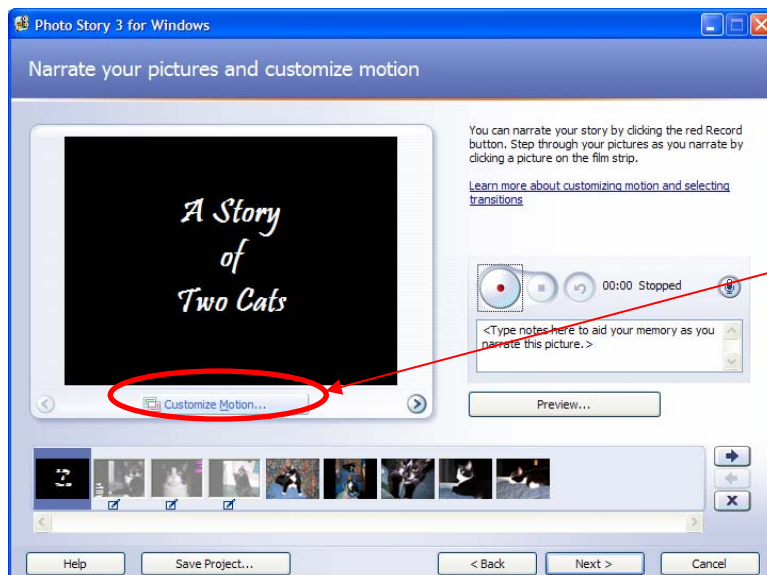 Photo Story 3 for Windows
Narrate your pictures and customize motion
You can narrate your story by clicking the red Record
button. Step through your pictures as you narrate by
clicking a picture on the film strip.
Learn more about customizing motion and selecting
transitions
A Story
of
Two Cats
00:00 Stopped
<Type notes here to aid your memory as you
narrate this picture.>
Customize Motion...
Preview...
Help
Save Project...
< Back
Next >
Cancel